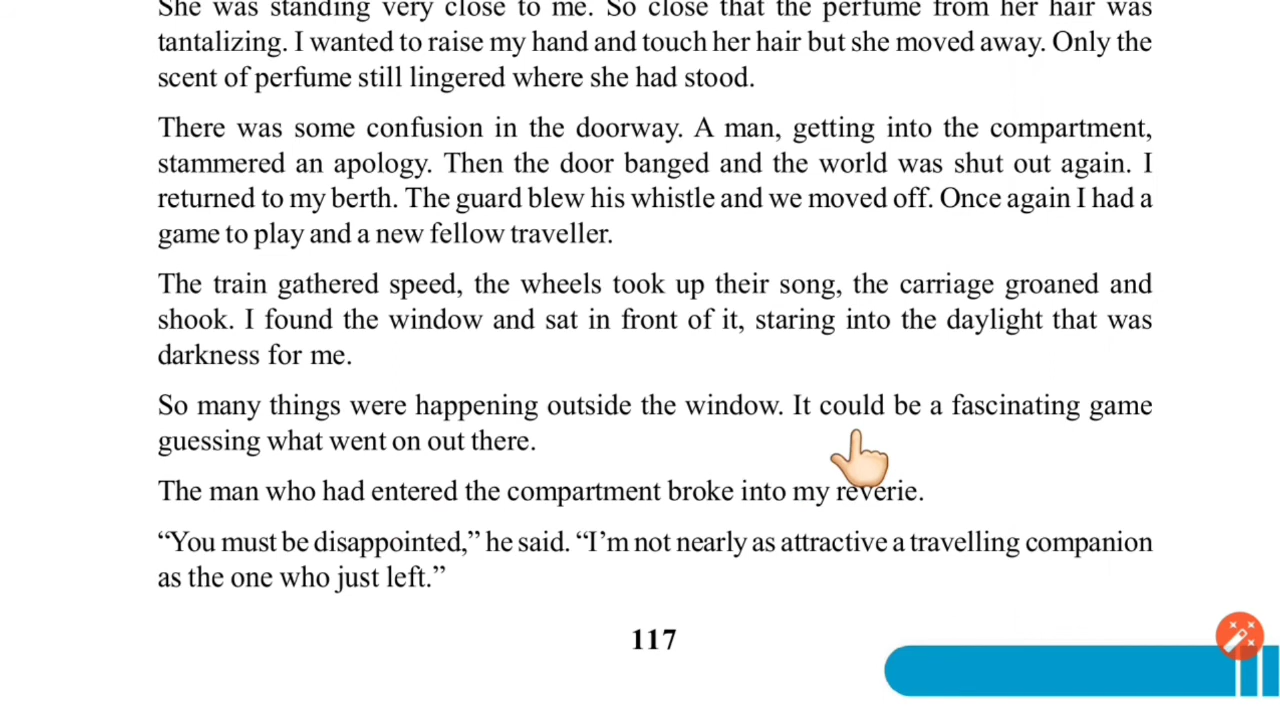 She was standing very close to me. So close that the perfume from her hair was
tantalizing. I wanted to raise my hand and touch her hair but she moved away. Only the
scent of perfume still lingered where she had stood.
There was some confusion in the doorway. A man, getting into the compartment,
stammered an apology. Then the door banged and the world was shut out again. I
returned to my berth. The guard blew his whistle and we moved off. Once again I had a
game to play and a new fellow traveller.
The train gathered speed, the wheels took up their song, the carriage groaned and
shook. I found the window and sat in front of it, staring into the daylight that was
darkness for me.
So many things were happening outside the window. It could be a fascinating game
guessing what went on out there.
The man who had entered the compartment broke into my reverie.
“You must be disappointed,” he said. “I’m not nearly as attractive a travelling companion
as the one who just left.”
117